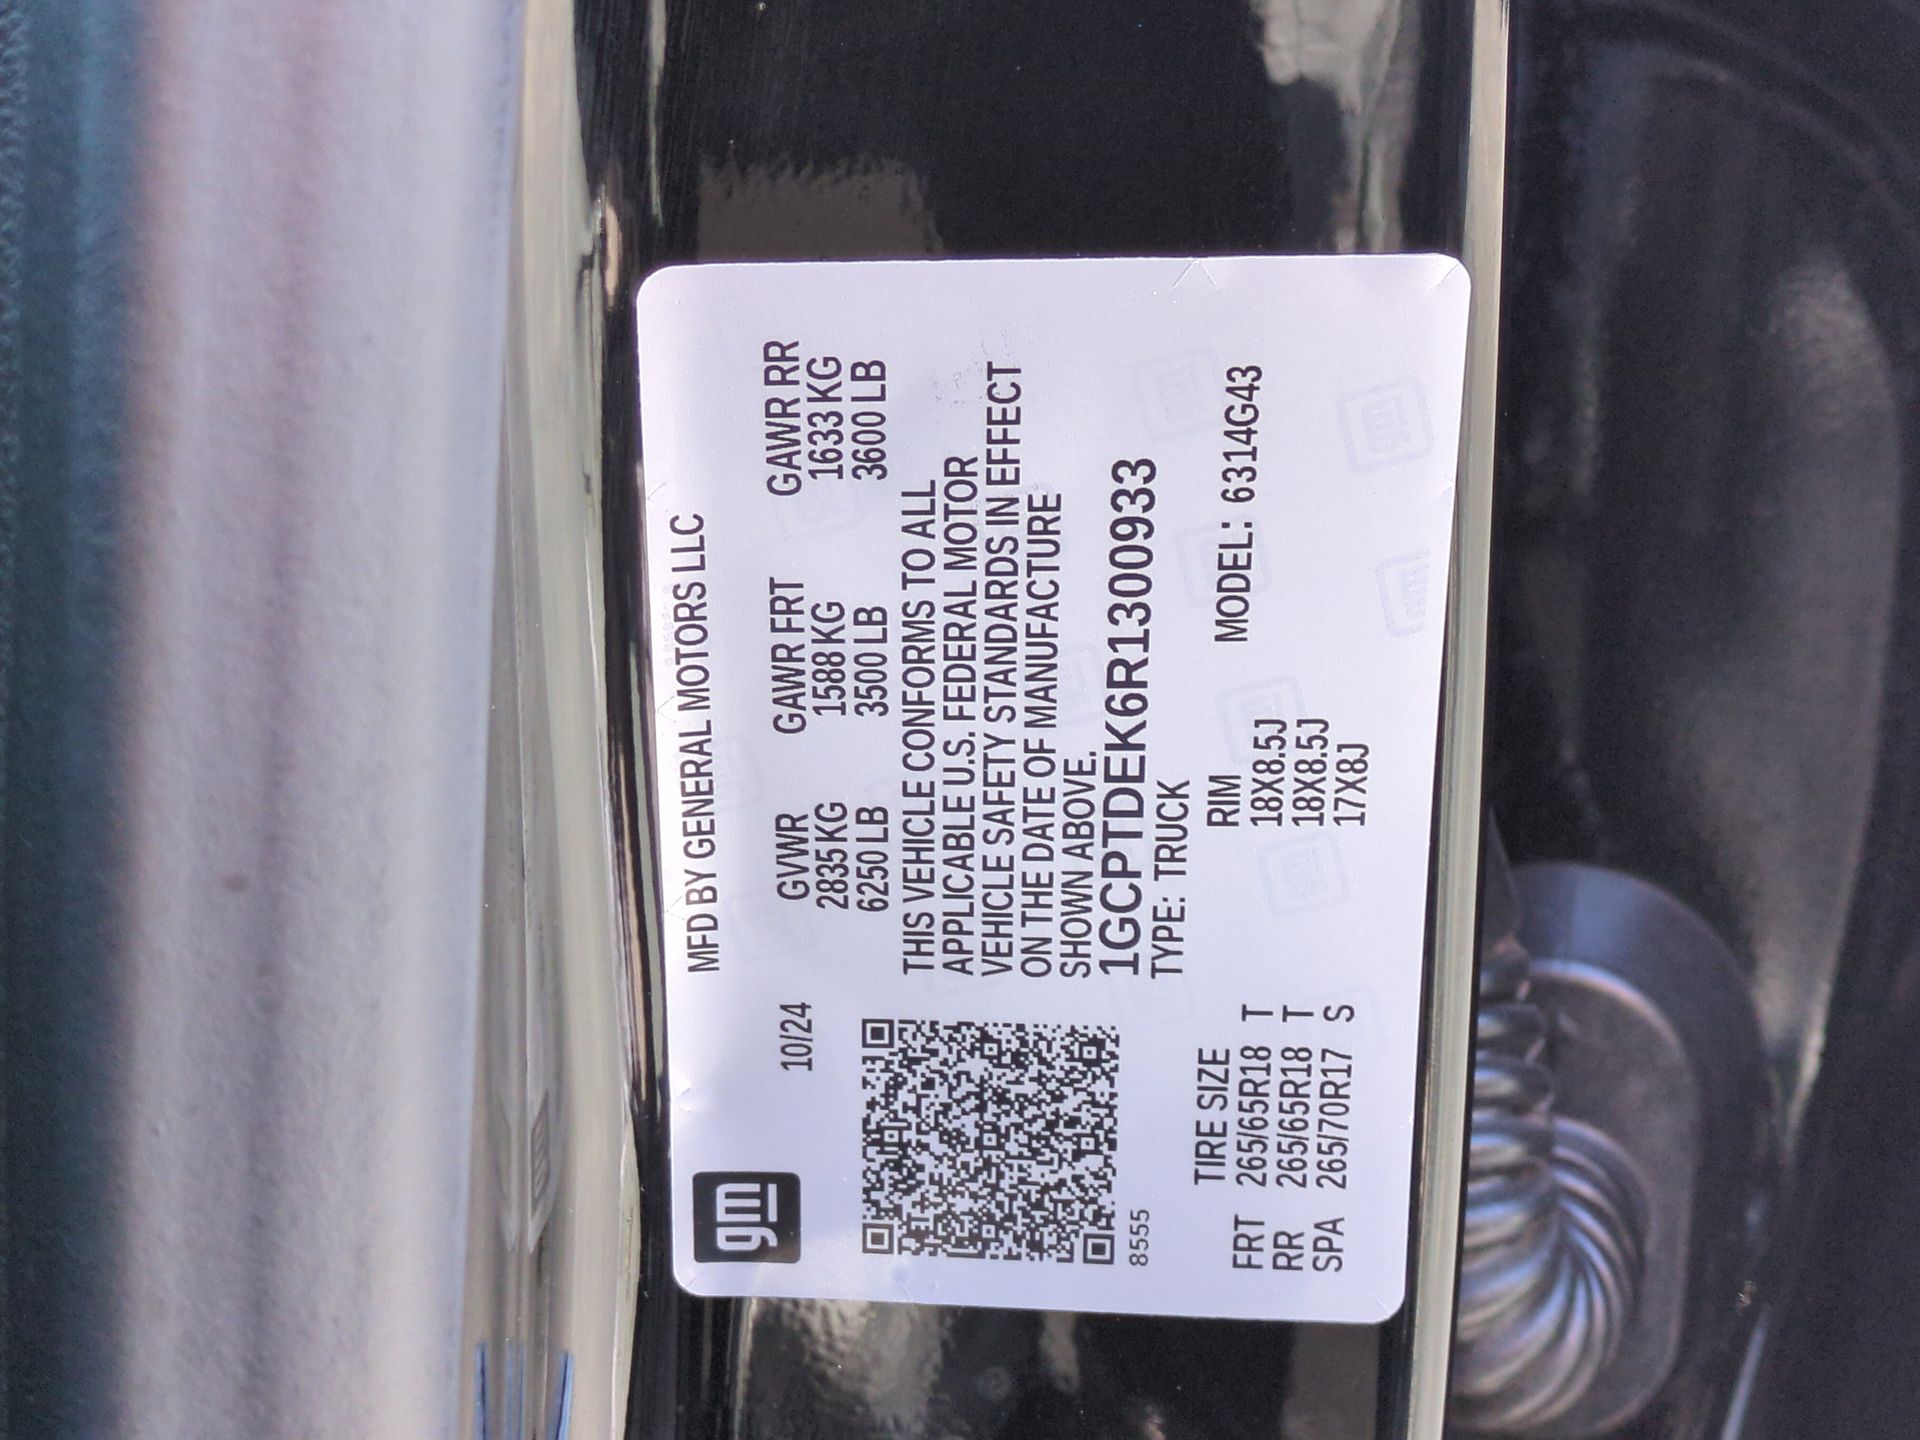 gm
MFD BY GENERAL MOTORS LLC
10/24
GVWR GAWR FRT GAWR RR
2835 KG 1588 KG 1633 KG
6250 LB 3500 LB 3600 LB
THIS VEHICLE CONFORMS TO ALL
APPLICABLE U.S. FEDERAL MOTOR
VEHICLE SAFETY STANDARDS IN EFFECT
ON THE DATE OF MANUFACTURE
SHOWN ABOVE.
1GCPTDEK6R1300933
8555
TYPE: TRUCK
TIRE SIZE RIM MODEL: 6314G43
FRT 265/65R18 T 18X8.5J
RR 265/65R18 T 18X8.5J
SPA 265/70R17 S 17X8J